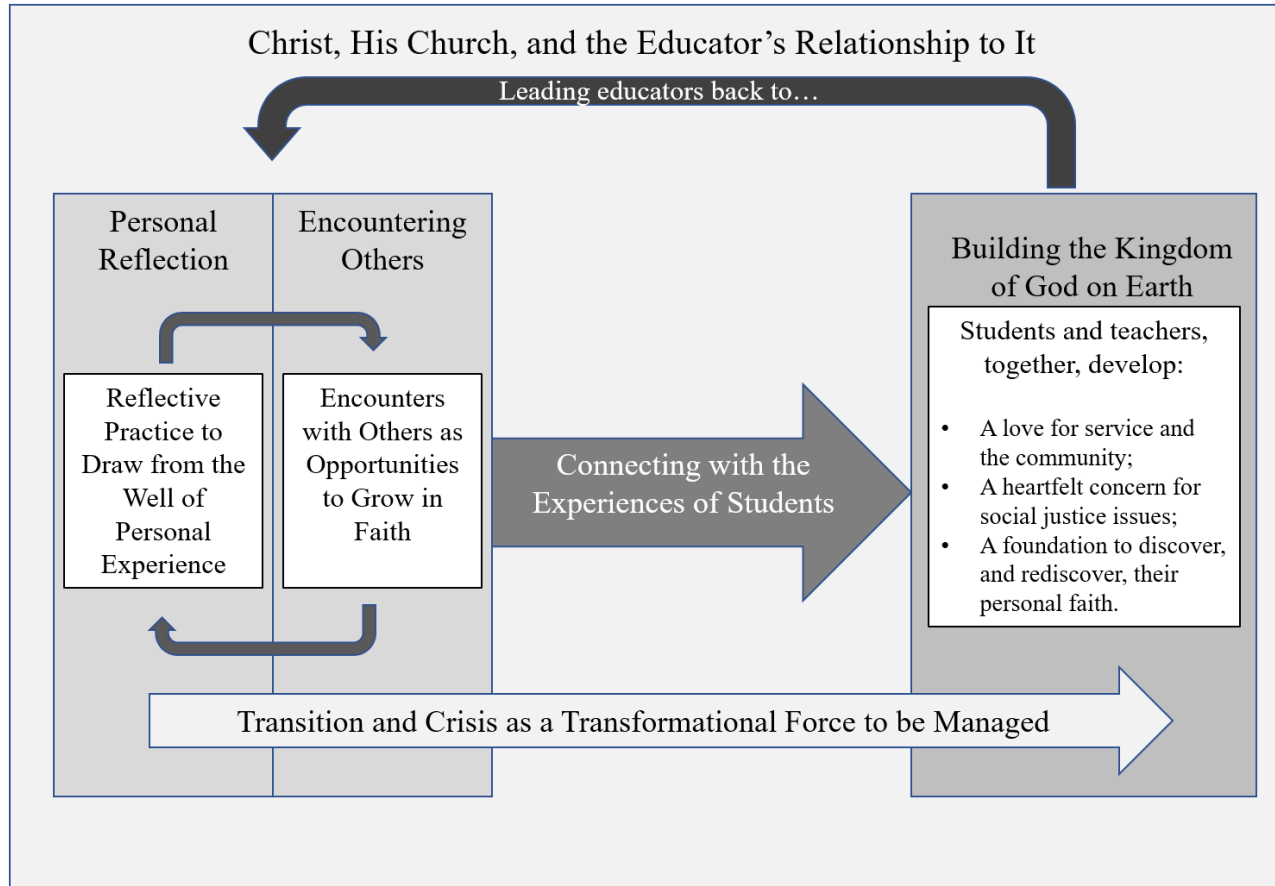 Christ, His Church, and the Educator’s Relationship to It
Leading educators back to…
Personal
Reflection
Encountering
Others
Reflective
Practice to
Draw from the
Well of
Personal
Experience
Encounters
with Others as
Opportunities
to Grow in
Faith
Connecting with the
Experiences of Students
Building the Kingdom
of God on Earth
Students and teachers,
together, develop:
• A love for service and
the community;
• A heartfelt concern for
social justice issues;
• A foundation to discover,
and rediscover, their
personal faith.
Transition and Crisis as a Transformational Force to be Managed